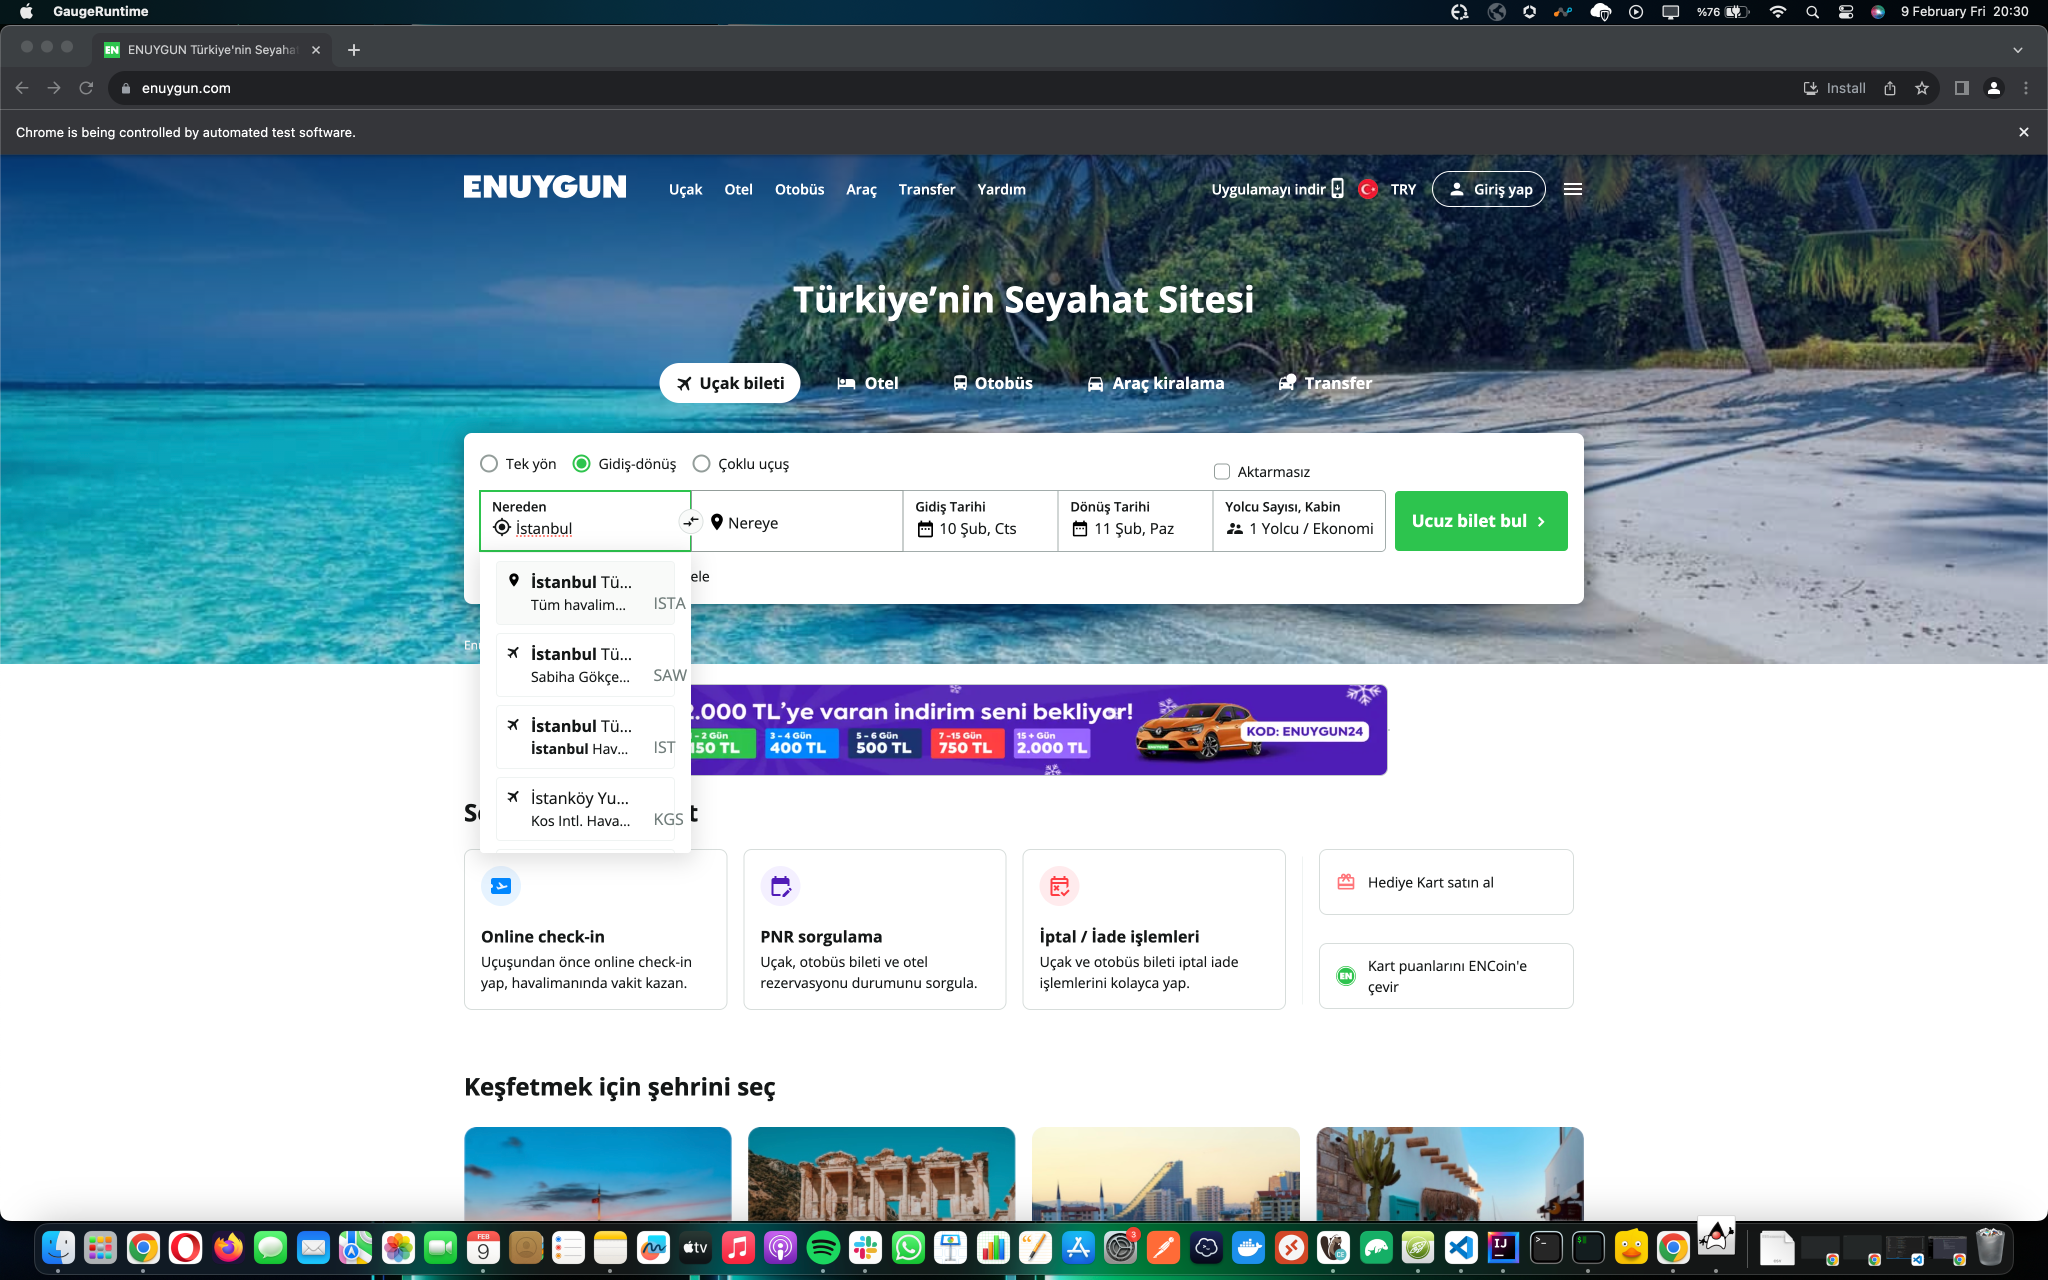 GaugeRuntime
%76
9 February Fri 20:30
EN ENUYGUN Türkiye'nin Seyaha
enuygun.com
Install
Chrome is being controlled by automated test software.
ENUYGUN
Uçak Otel Otobüs Araç Transfer Yardım
Uygulamayı indir TRY Giriş yap
Türkiye'nin Seyahat Sitesi
Uçak bileti Otel Otobüs Araç kiralama Transfer
Tek yön Gidiş-dönüş Çoklu uçuş
Aktarmasız
Nereden
İstanbul
Nereye
Gidiş Tarihi
10 Şub, Cts
Dönüş Tarihi
11 Şub, Paz
Yolcu Sayısı, Kabin
1 Yolcu / Ekonomi
Ucuz bilet bul
ele
İstanbul Tü...
Tüm havalim... ISTA
İstanbul Tü...
Sabiha Gökçe... SAW
İstanbul Tü...
İstanbul Hav... IST
İstanköy Yu...
Kos Intl. Hava... KGS
2.000 TL'ye varan indirim seni bekliyor!
- 2 Gün 3 - 4 Gün 5 - 6 Gün 7 -15 Gün 15 + Gün
150 TL 400 TL 500 TL 750 TL 2.000 TL
KOD: ENUYGUN24
Online check-in
Uçuşundan önce online check-in
yap, havalimanında vakit kazan.
PNR sorgulama
Uçak, otobüs bileti ve otel
rezervasyonu durumunu sorgula.
İptal / İade işlemleri
Uçak ve otobüs bileti iptal iade
işlemlerini kolayca yap.
Hediye Kart satın al
EN
Kart puanlarını ENCoin'e
çevir
Keşfetmek için şehrini seç
FEB
9
tv
3
IJ